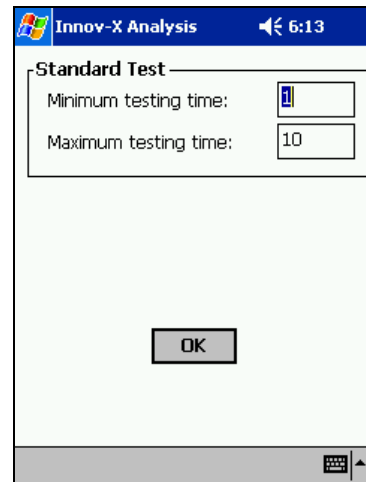 Innov-X Analysis 6:13
Standard Test
Minimum testing time: 1
Maximum testing time: 10
OK